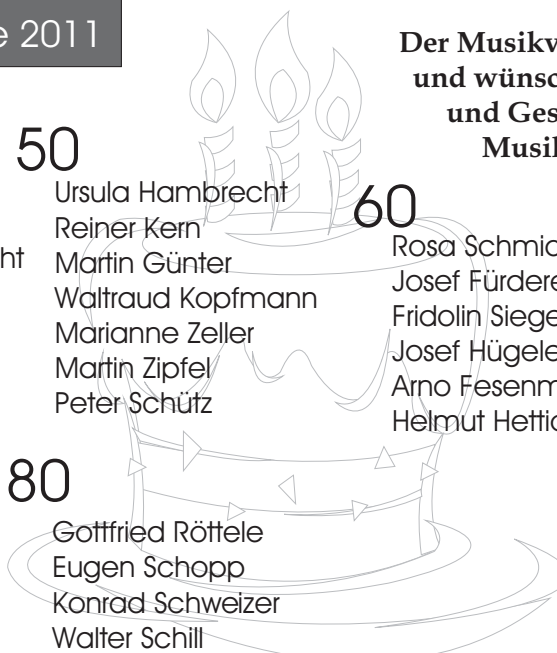 2011
Der
und
und
50
Ursula Hambrecht
Reiner Kern
Martin Günter
Waltraud Kopfmann
Marianne Zeller
Martin Zipfel
Peter Schütz
60
Rosa
Josef
Fridolin
Josef Hügele
Arno
Helmut
80
Gottfried Röttele
Eugen Schopp
Konrad Schweizer
Walter Schill